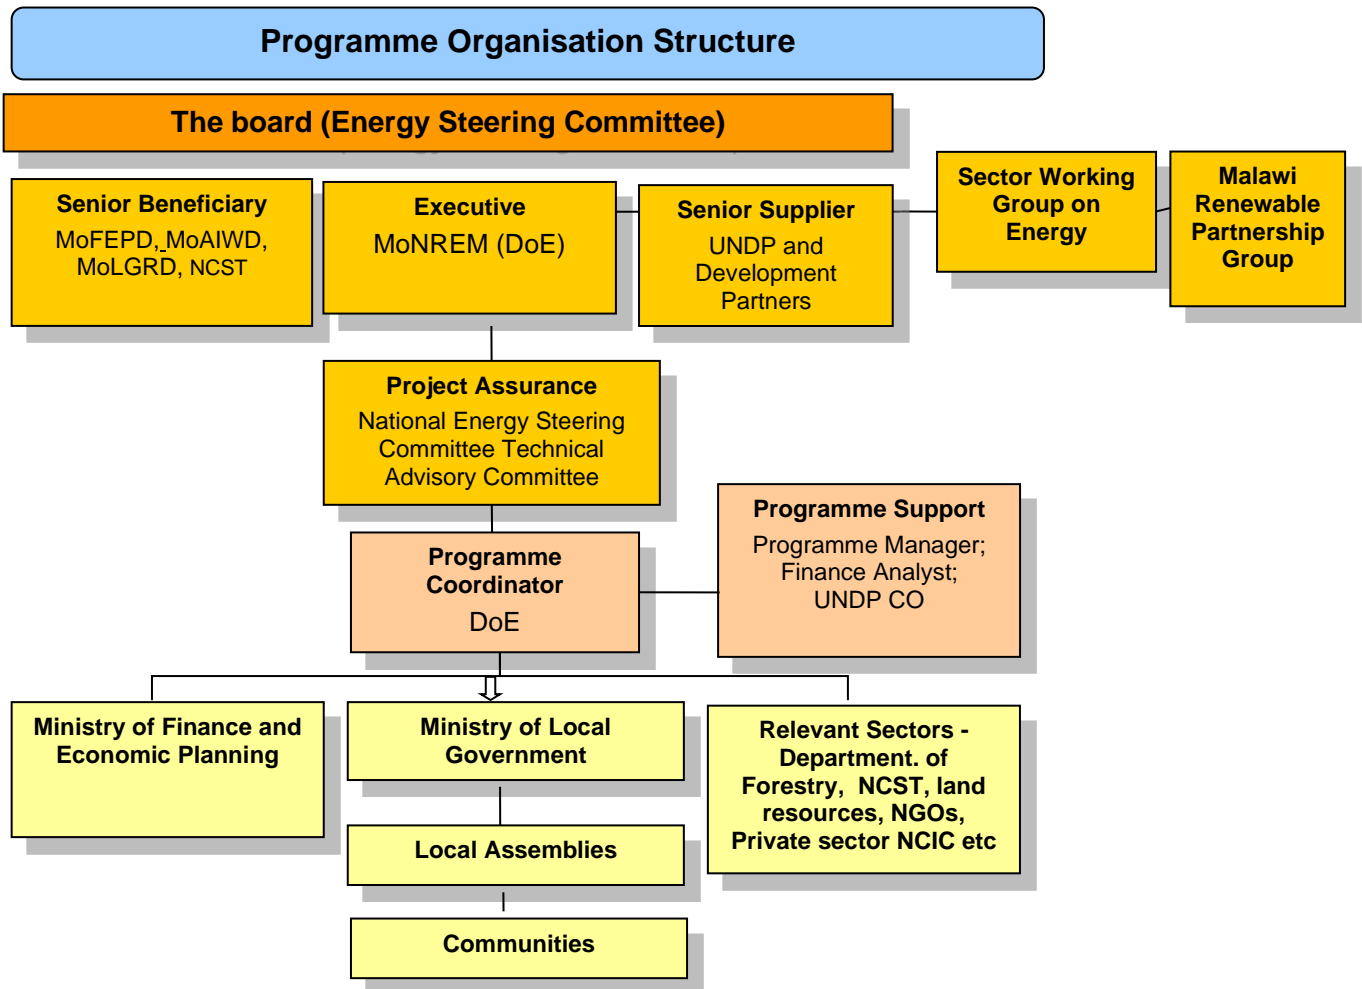 Programme Organisation Structure
The board (Energy Steering Committee)
Senior Beneficiary
MoFEPD, MoAIWD,
MoLGRD, NCST
Executive
MoNREM (DoE)
Senior Supplier
UNDP and
Development
Partners
Sector Working
Group on
Energy
Malawi
Renewable
Partnership
Group
Project Assurance
National Energy Steering
Committee Technical
Advisory Committee
Programme
Coordinator
DoE
Programme Support
Programme Manager;
Finance Analyst;
UNDP CO
Ministry of Finance and
Economic Planning
Ministry of Local
Government
Relevant Sectors -
Department. of
Forestry, NCST, land
resources, NGOs,
Private sector NCIC etc
Local Assemblies
Communities